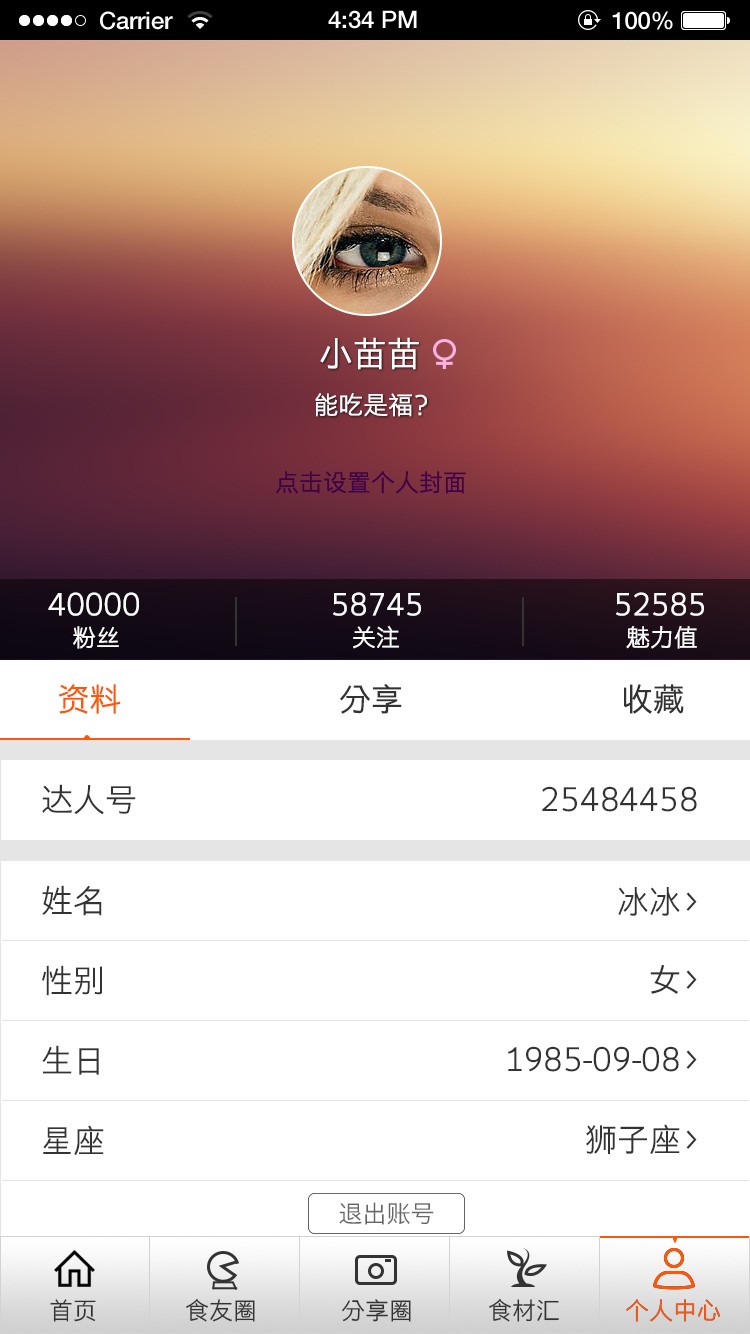 Carrier 4:34 PM 100%
小苗苗
能吃是福?
点击设置个人封面
40000 58745 52585
粉丝 关注 魅力值
资料 分享 收藏
达人号 25484458
姓名 冰冰
性别 女
生日 1985-09-08
星座 狮子座
退出账号
首页 食友圈 分享圈 食材汇 个人中心